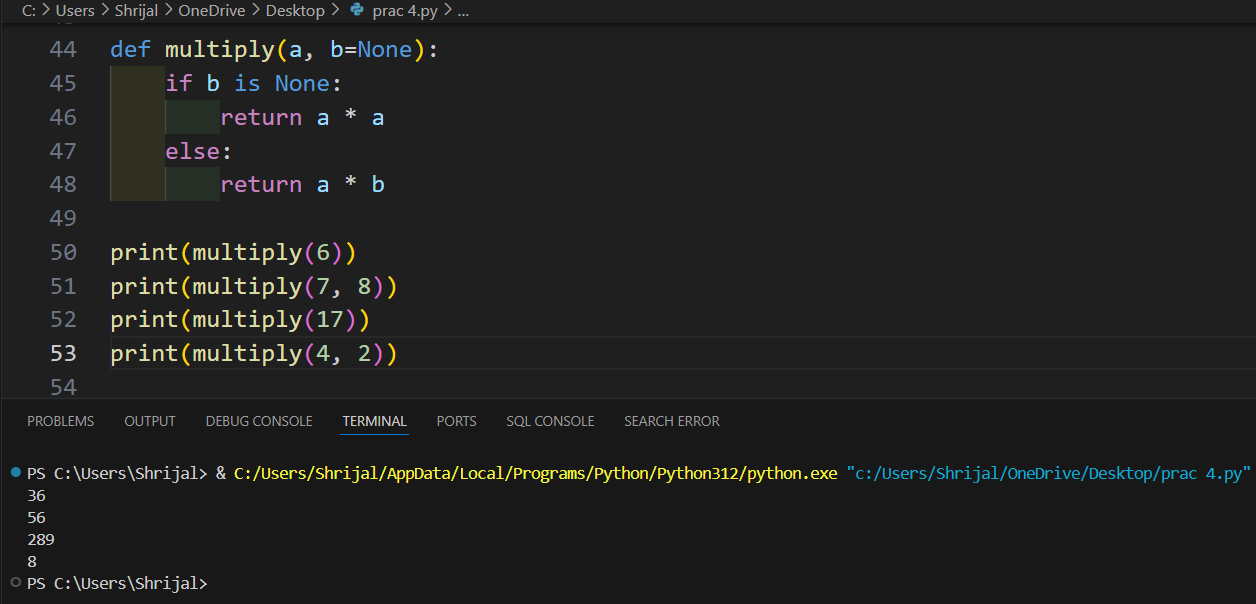 C: > Users > Shrijal > OneDrive > Desktop > prac 4.py > ...
44 def multiply(a, b=None):
45     if b is None:
46         return a * a
47     else:
48         return a * b
49
50 print(multiply(6))
51 print(multiply(7, 8))
52 print(multiply(17))
53 print(multiply(4, 2))
54
PROBLEMS OUTPUT DEBUG CONSOLE TERMINAL PORTS SQL CONSOLE SEARCH ERROR
PS C:\Users\Shrijal> & C:/Users/Shrijal/AppData/Local/Programs/Python/Python312/python.exe "c:/Users/Shrijal/OneDrive/Desktop/prac 4.py"
36
56
289
8
PS C:\Users\Shrijal>